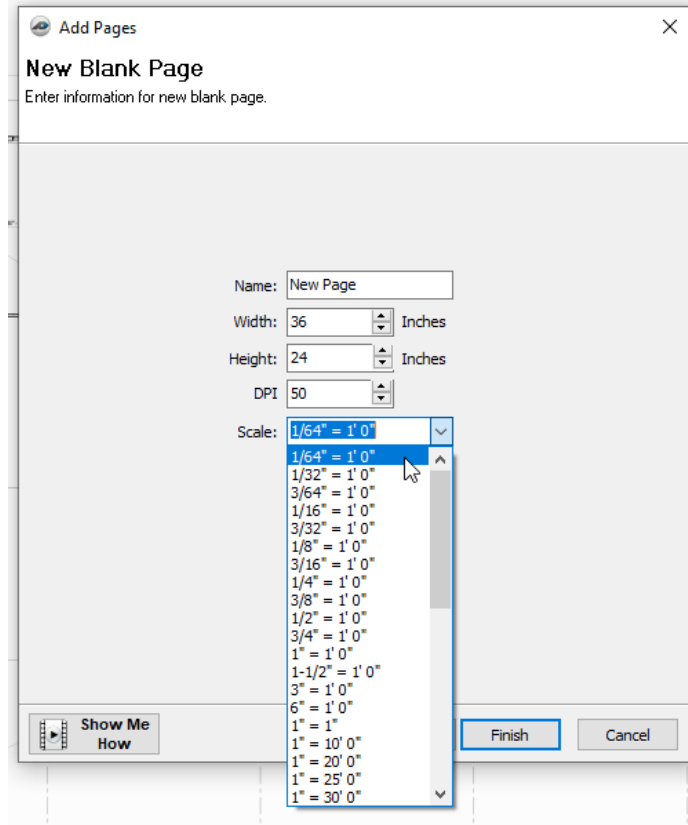 Add Pages
New Blank Page
Enter information for new blank page.
Name: New Page
Width: 36 Inches
Height: 24 Inches
DPI 50
Scale: 1/64" = 1' 0"
1/64" = 1' 0"
1/32" = 1' 0"
3/64" = 1' 0"
1/16" = 1' 0"
3/32" = 1' 0"
1/8" = 1' 0"
3/16" = 1' 0"
1/4" = 1' 0"
3/8" = 1' 0"
1/2" = 1' 0"
3/4" = 1' 0"
1" = 1' 0"
1-1/2" = 1' 0"
3" = 1' 0"
6" = 1' 0"
1" = 1"
1" = 10' 0"
1" = 20' 0"
1" = 25' 0"
1" = 30' 0"
Show Me How
Finish
Cancel